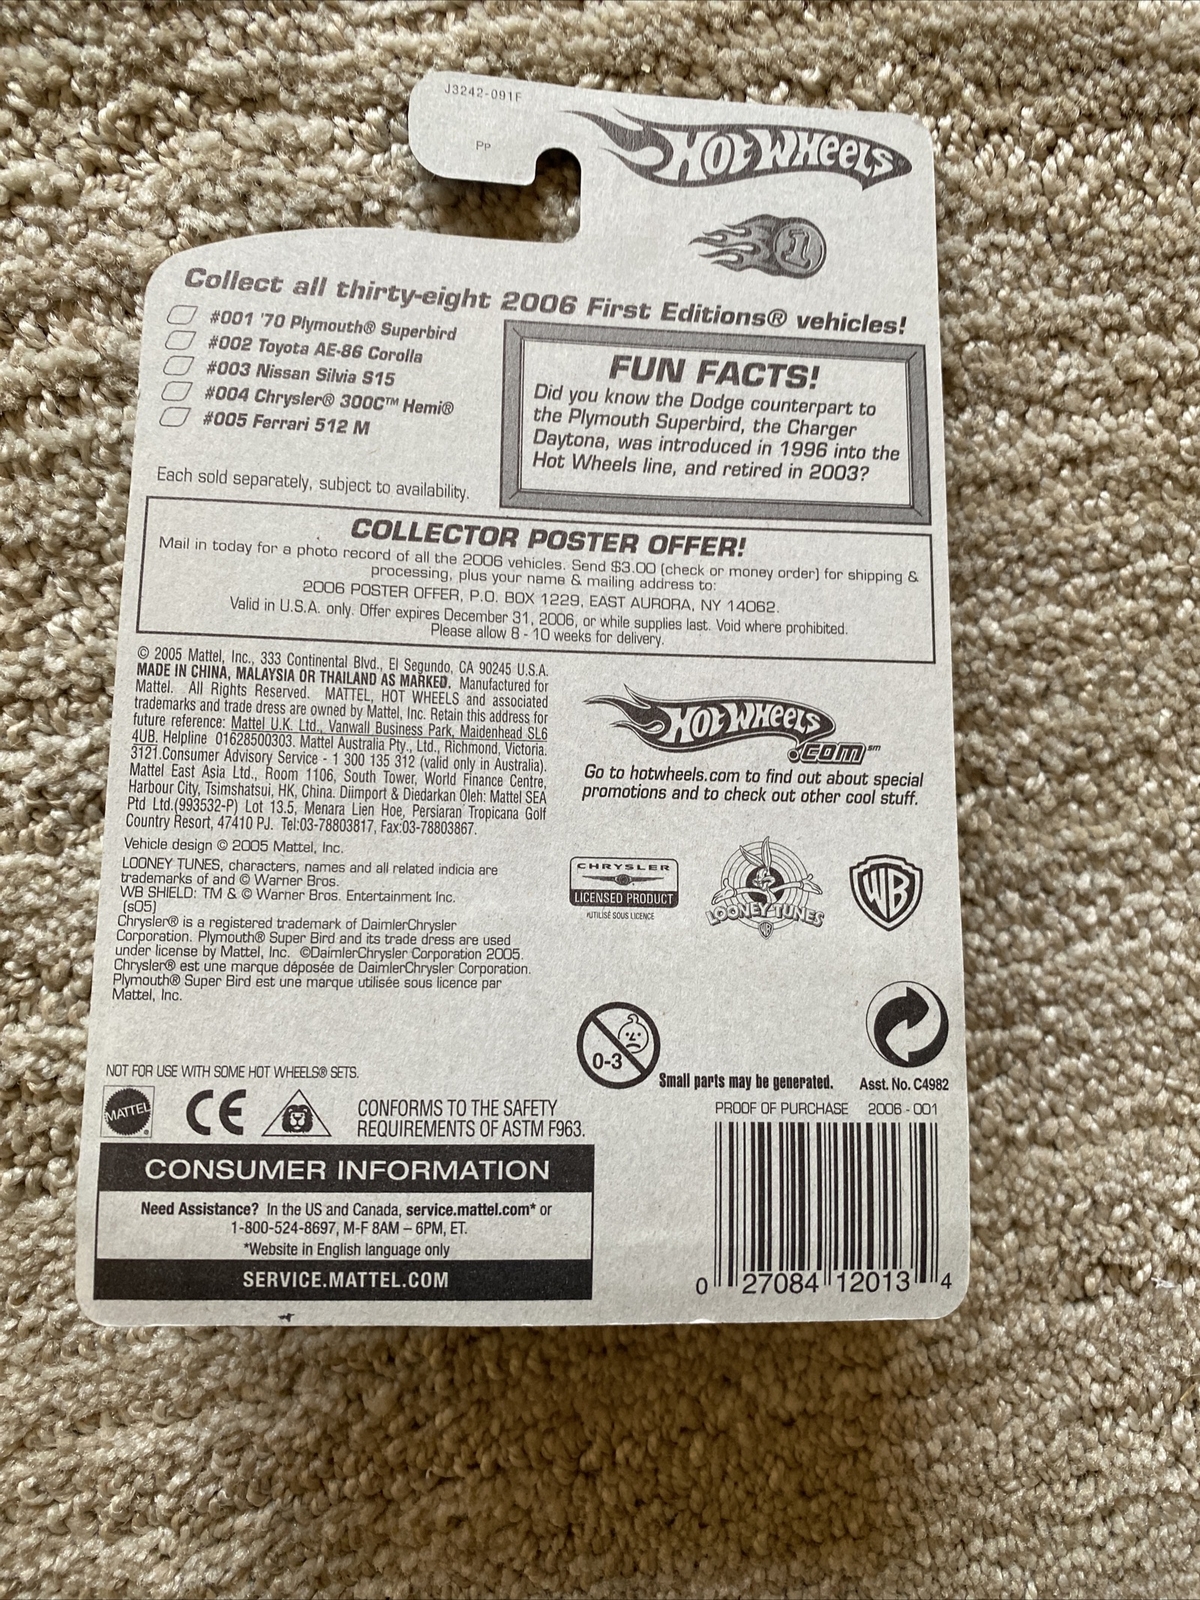 J3242-091F
Pp
HOT WHEELS
1
Collect all thirty-eight 2006 First Editions® vehicles!
#001 '70 Plymouth® Superbird
#002 Toyota AE-86 Corolla
#003 Nissan Silvia S15
#004 Chrysler® 300C™ Hemi®
#005 Ferrari 512 M
Each sold separately, subject to availability.
FUN FACTS!
Did you know the Dodge counterpart to
the Plymouth Superbird, the Charger
Daytona, was introduced in 1996 into the
Hot Wheels line, and retired in 2003?
COLLECTOR POSTER OFFER!
Mail in today for a photo record of all the 2006 vehicles. Send $3.00 (check or money order) for shipping &
processing, plus your name & mailing address to:
2006 POSTER OFFER, P.O. BOX 1229, EAST AURORA, NY 14062.
Valid in U.S.A. only. Offer expires December 31, 2006, or while supplies last. Void where prohibited.
Please allow 8 - 10 weeks for delivery.
© 2005 Mattel, Inc., 333 Continental Blvd., El Segundo, CA 90245 U.S.A.
MADE IN CHINA, MALAYSIA OR THAILAND AS MARKED. Manufactured for
Mattel. All Rights Reserved. MATTEL, HOT WHEELS and associated
trademarks and trade dress are owned by Mattel, Inc. Retain this address for
future reference: Mattel U.K. Ltd., Vanwall Business Park, Maidenhead SL6
4UB. Helpline 01628500303. Mattel Australia Pty., Ltd., Richmond, Victoria.
3121.Consumer Advisory Service - 1 300 135 312 (valid only in Australia).
Mattel East Asia Ltd., Room 1106, South Tower, World Finance Centre,
Harbour City, Tsimshatsui, HK, China. Diimport & Diedarkan Oleh: Mattel SEA
Ptd Ltd.(993532-P) Lot 13.5, Menara Lien Hoe, Persiaran Tropicana Golf
Country Resort, 47410 PJ. Tel:03-78803817, Fax:03-78803867.
Vehicle design © 2005 Mattel, Inc.
LOONEY TUNES, characters, names and all related indicia are
trademarks of and © Warner Bros.
WB SHIELD: TM & © Warner Bros. Entertainment Inc.
(s05)
Chrysler® is a registered trademark of DaimlerChrysler
Corporation. Plymouth® Super Bird and its trade dress are used
under license by Mattel, Inc. ©DaimlerChrysler Corporation 2005.
Chrysler® est une marque déposée de DaimlerChrysler Corporation.
Plymouth® Super Bird est une marque utilisée sous licence par
Mattel, Inc.
HOT WHEELS
.COM℠
Go to hotwheels.com to find out about special
promotions and to check out other cool stuff.
CHRYSLER
LICENSED PRODUCT
*UTILISÉ SOUS LICENCE
LOONEY TUNES
WB
WB
0-3
Small parts may be generated.
Asst. No. C4982
NOT FOR USE WITH SOME HOT WHEELS® SETS.
MATTEL
CE
CONFORMS TO THE SAFETY
REQUIREMENTS OF ASTM F963.
CONSUMER INFORMATION
Need Assistance? In the US and Canada, service.mattel.com* or
1-800-524-8697, M-F 8AM – 6PM, ET.
*Website in English language only
SERVICE.MATTEL.COM
PROOF OF PURCHASE 2006 - 001
0 27084 12013 4